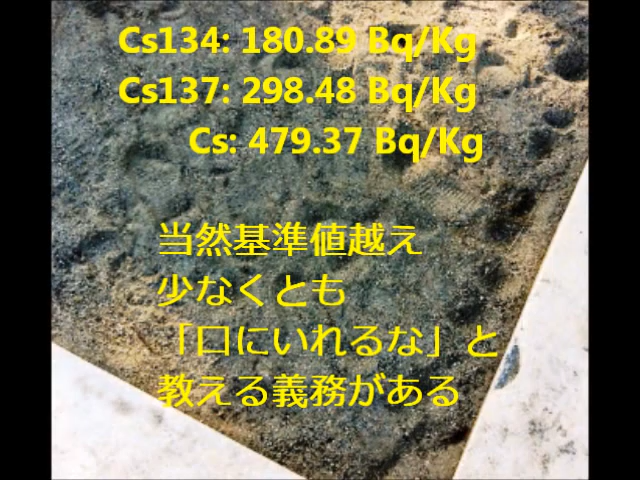 Cs134: 180.89 Bq/Kg
Cs137: 298.48 Bq/Kg
Cs: 479.37 Bq/Kg
当然基準値越え
少なくとも
「口にいれるな」と
教える義務がある